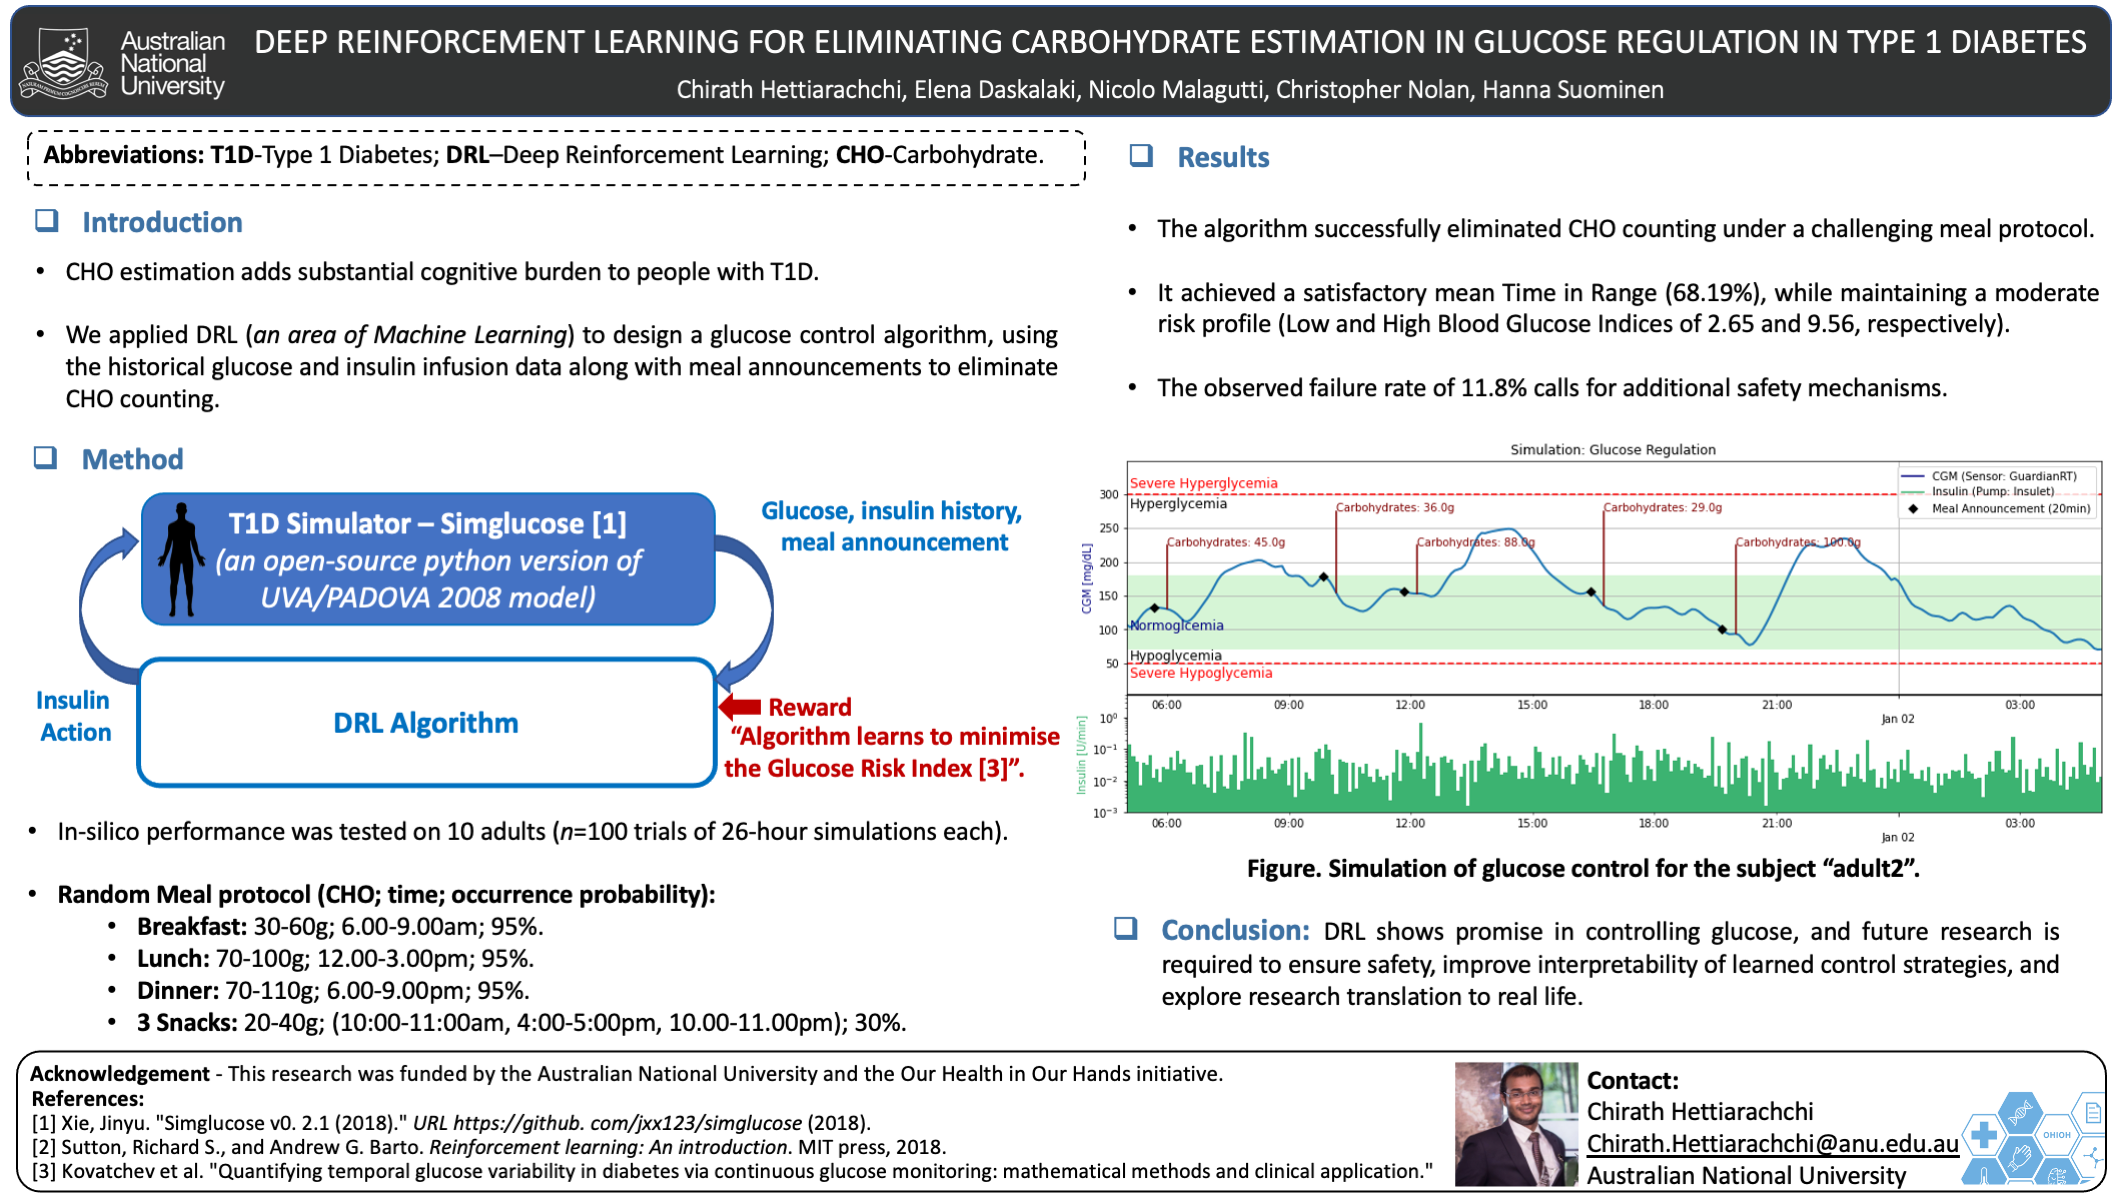 Australian
National
University
DEEP REINFORCEMENT LEARNING FOR ELIMINATING CARBOHYDRATE ESTIMATION IN GLUCOSE REGULATION IN TYPE 1 DIABETES
Chirath Hettiarachchi, Elena Daskalaki, Nicolo Malagutti, Christopher Nolan, Hanna Suominen
Abbreviations: T1D-Type 1 Diabetes; DRL–Deep Reinforcement Learning; CHO-Carbohydrate.
❑ Introduction
• CHO estimation adds substantial cognitive burden to people with T1D.
• We applied DRL (an area of Machine Learning) to design a glucose control algorithm, using
the historical glucose and insulin infusion data along with meal announcements to eliminate
CHO counting.
❑ Method
T1D Simulator – Simglucose [1]
(an open-source python version of
UVA/PADOVA 2008 model)
Glucose, insulin history,
meal announcement
Insulin
Action
DRL Algorithm
Reward
“Algorithm learns to minimise
the Glucose Risk Index [3]”.
• In-silico performance was tested on 10 adults (n=100 trials of 26-hour simulations each).
• Random Meal protocol (CHO; time; occurrence probability):
• Breakfast: 30-60g; 6.00-9.00am; 95%.
• Lunch: 70-100g; 12.00-3.00pm; 95%.
• Dinner: 70-110g; 6.00-9.00pm; 95%.
• 3 Snacks: 20-40g; (10:00-11:00am, 4:00-5:00pm, 10.00-11.00pm); 30%.
❑ Results
• The algorithm successfully eliminated CHO counting under a challenging meal protocol.
• It achieved a satisfactory mean Time in Range (68.19%), while maintaining a moderate
risk profile (Low and High Blood Glucose Indices of 2.65 and 9.56, respectively).
• The observed failure rate of 11.8% calls for additional safety mechanisms.
Simulation: Glucose Regulation
CGM (Sensor: GuardianRT)
Insulin (Pump: Insulet)
Meal Announcement (20min)
Severe Hyperglycemia
Hyperglycemia
Carbohydrates: 45.0g
Carbohydrates: 36.0g
Carbohydrates: 88.0g
Carbohydrates: 29.0g
Carbohydrates: 100.0g
Normoglcemia
Hypoglycemia
Severe Hypoglycemia
CGM [mg/dL]
300
250
200
150
100
50
06:00 09:00 12:00 15:00 18:00 21:00 Jan 02 03:00
Insulin [U/min]
10⁰
10⁻¹
10⁻²
10⁻³
06:00 09:00 12:00 15:00 18:00 21:00 Jan 02 03:00
Figure. Simulation of glucose control for the subject “adult2”.
❑ Conclusion: DRL shows promise in controlling glucose, and future research is
required to ensure safety, improve interpretability of learned control strategies, and
explore research translation to real life.
Acknowledgement - This research was funded by the Australian National University and the Our Health in Our Hands initiative.
References:
[1] Xie, Jinyu. "Simglucose v0. 2.1 (2018)." URL https://github. com/jxx123/simglucose (2018).
[2] Sutton, Richard S., and Andrew G. Barto. Reinforcement learning: An introduction. MIT press, 2018.
[3] Kovatchev et al. "Quantifying temporal glucose variability in diabetes via continuous glucose monitoring: mathematical methods and clinical application."
Contact:
Chirath Hettiarachchi
Chirath.Hettiarachchi@anu.edu.au
Australian National University
OHIOH